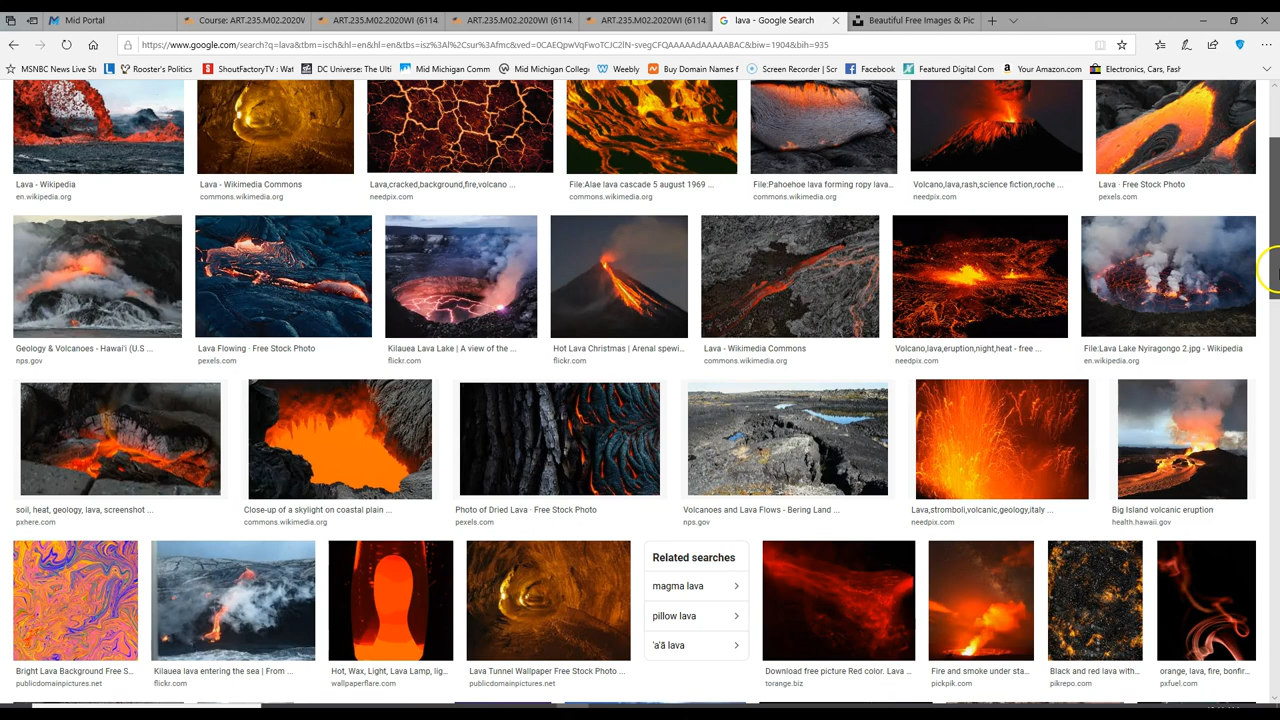 Mid Portal
Course: ART.235.M02.2020W
ART.235.M02.2020WI (6114
ART.235.M02.2020WI (6114
ART.235.M02.2020WI (6114
lava - Google Search
Beautiful Free Images & Pic
https://www.google.com/search?q=lava&tbm=isch&hl=en&hl=en&tbs=isz%3Al%2Csur%3Afmc&ved=0CAEQpwVqFwoTCJC2lN-svegCFQAAAAAdAAAAABAC&biw=1904&bih=935
MSNBC News Live Str
Rooster's Politics
ShoutFactoryTV : Wat
DC Universe: The Ulti
Mid Michigan Comm
Mid Michigan College
Weebly
Buy Domain Names f
Screen Recorder | Scr
Facebook
Featured Digital Com
Your Amazon.com
Electronics, Cars, Fash
Lava - Wikipedia
en.wikipedia.org
Lava - Wikimedia Commons
commons.wikimedia.org
Lava,cracked,background,fire,volcano ...
needpix.com
File:Alae lava cascade 5 august 1969 ...
commons.wikimedia.org
File:Pahoehoe lava forming ropy lava...
commons.wikimedia.org
Volcano,lava,rash,science fiction,roche ...
needpix.com
Lava · Free Stock Photo
pexels.com
Geology & Volcanoes - Hawai'i (U.S ...
nps.gov
Lava Flowing · Free Stock Photo
pexels.com
Kilauea Lava Lake | A view of the ...
flickr.com
Hot Lava Christmas | Arenal spewi...
flickr.com
Lava - Wikimedia Commons
commons.wikimedia.org
Volcano,lava,eruption,night,heat - free ...
needpix.com
File:Lava Lake Nyiragongo 2.jpg - Wikipedia
en.wikipedia.org
soil, heat, geology, lava, screenshot ...
pxhere.com
Close-up of a skylight on coastal plain ...
commons.wikimedia.org
Photo of Dried Lava · Free Stock Photo
pexels.com
Volcanoes and Lava Flows - Bering Land ...
nps.gov
Lava,stromboli,volcanic,geology,italy ...
needpix.com
Big Island volcanic eruption
health.hawaii.gov
Related searches
magma lava
pillow lava
'a'ā lava
Bright Lava Background Free S...
publicdomainpictures.net
Kilauea lava entering the sea | From ...
flickr.com
Hot, Wax, Light, Lava Lamp, lig...
wallpaperflare.com
Lava Tunnel Wallpaper Free Stock Photo ...
publicdomainpictures.net
Download free picture Red color. Lava ...
torange.biz
Fire and smoke under sta...
pickpik.com
Black and red lava with...
pikrepo.com
orange, lava, fire, bonfir...
pxfuel.com